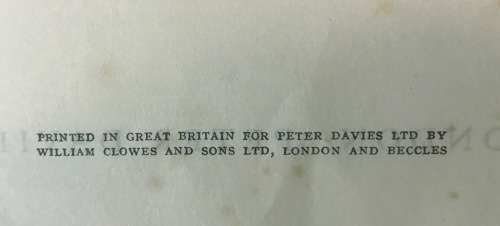 PRINTED IN GREAT BRITAIN FOR PETER DAVIES LTD BY
WILLIAM CLOWES AND SONS LTD, LONDON AND BECCLES